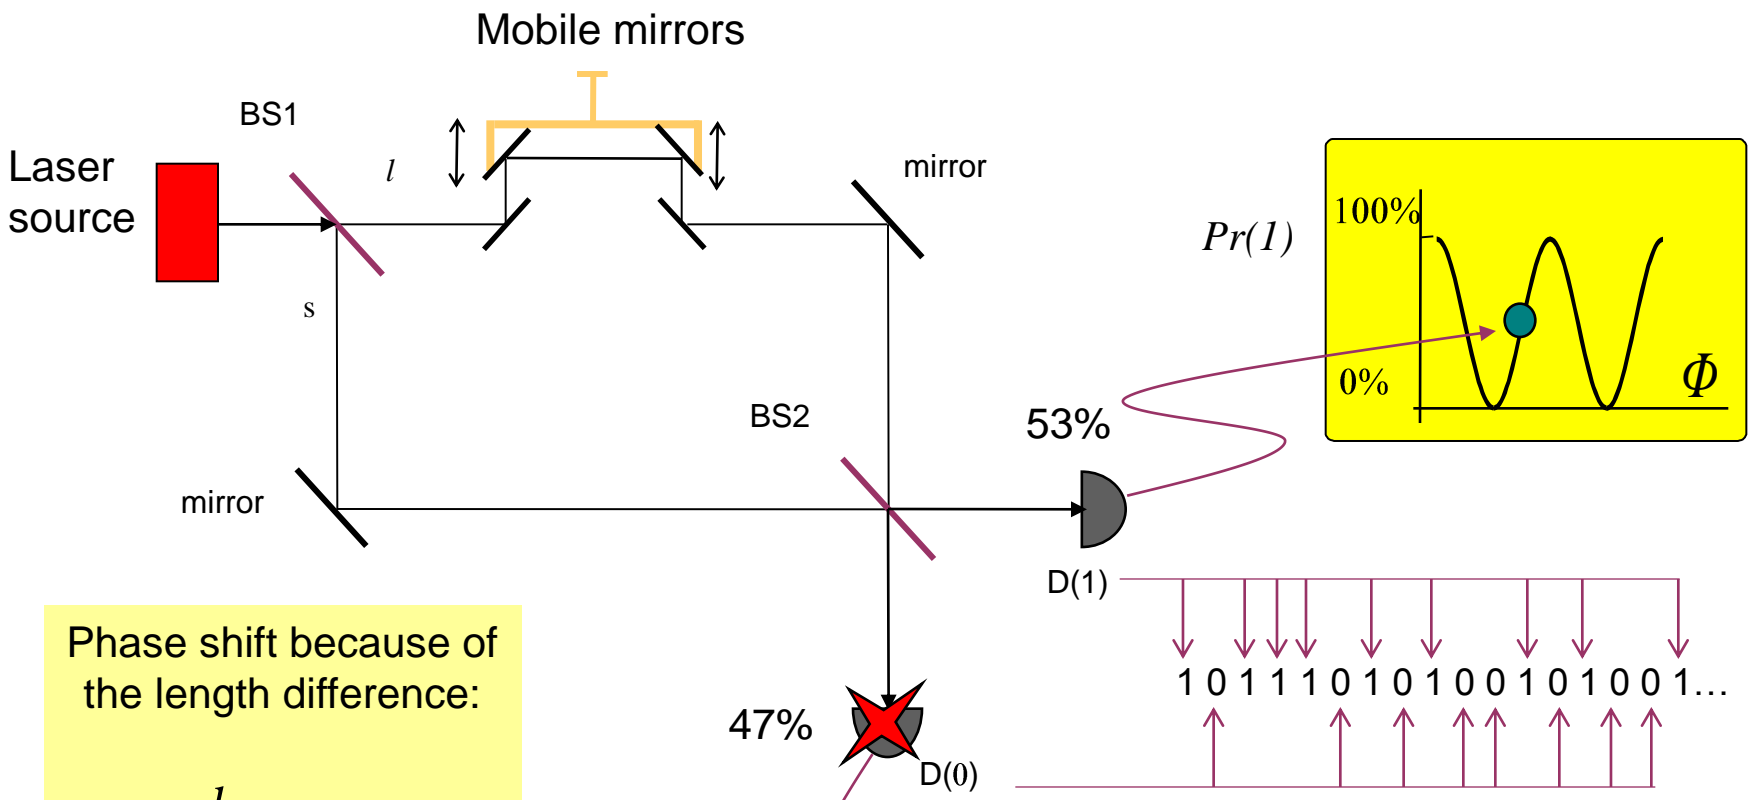 Mobile mirrors
BS1
Laser
source
l
mirror
Pr(1)
100%
0%
Φ
s
BS2
53%
mirror
D(1)
Phase shift because of
the length difference:
1 0 1 1 1 0 1 0 1 0 0 1 0 1 0 0 1...
47%
D(0)
l